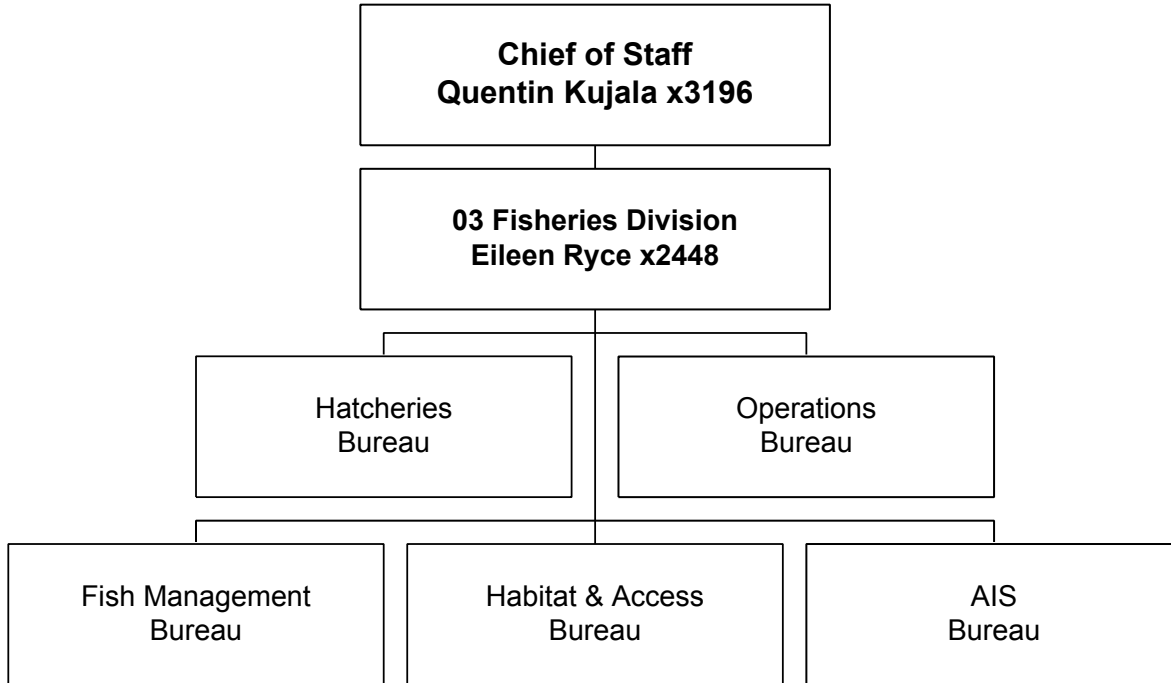 Chief of Staff
Quentin Kujala x3196
03 Fisheries Division
Eileen Ryce x2448
Hatcheries
Bureau
Operations
Bureau
Fish Management
Bureau
Habitat & Access
Bureau
AIS
Bureau